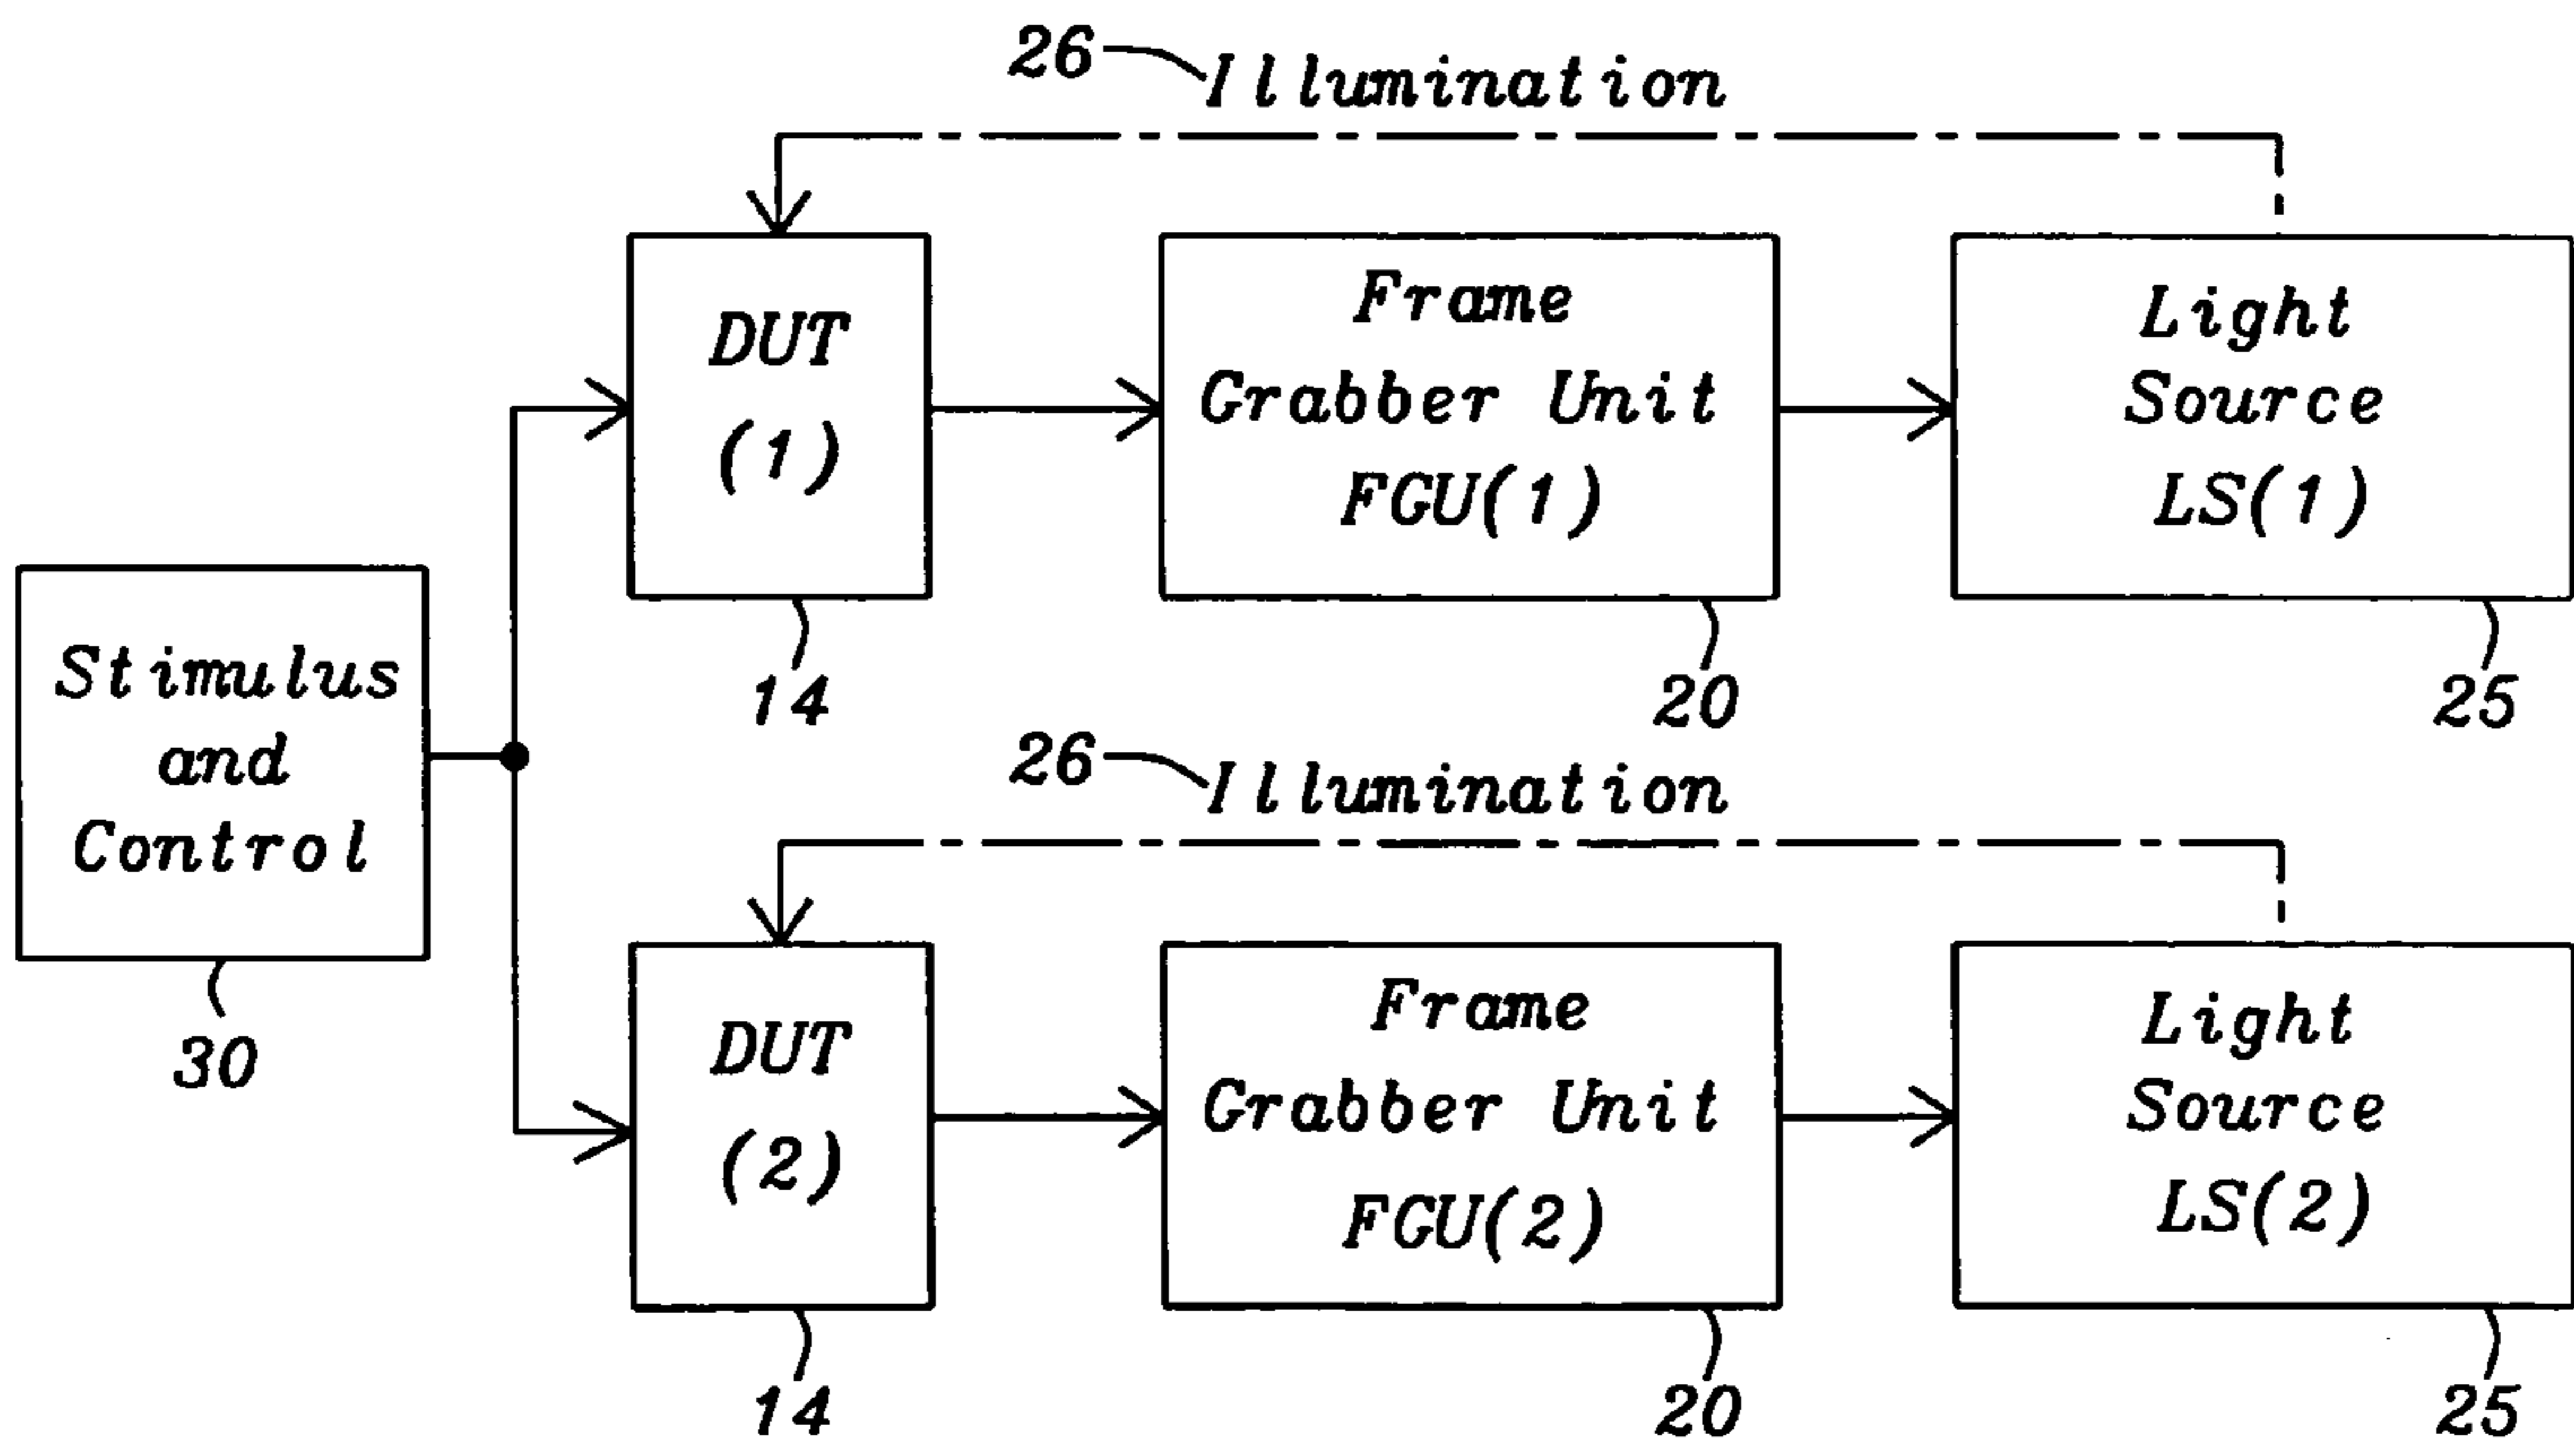 26 Illumination
DUT
(1)
14
Frame
Grabber Unit
FGU(1)
20
Light
Source
LS(1)
25
Stimulus
and
Control
30
26 Illumination
DUT
(2)
14
Frame
Grabber Unit
FGU(2)
20
Light
Source
LS(2)
25